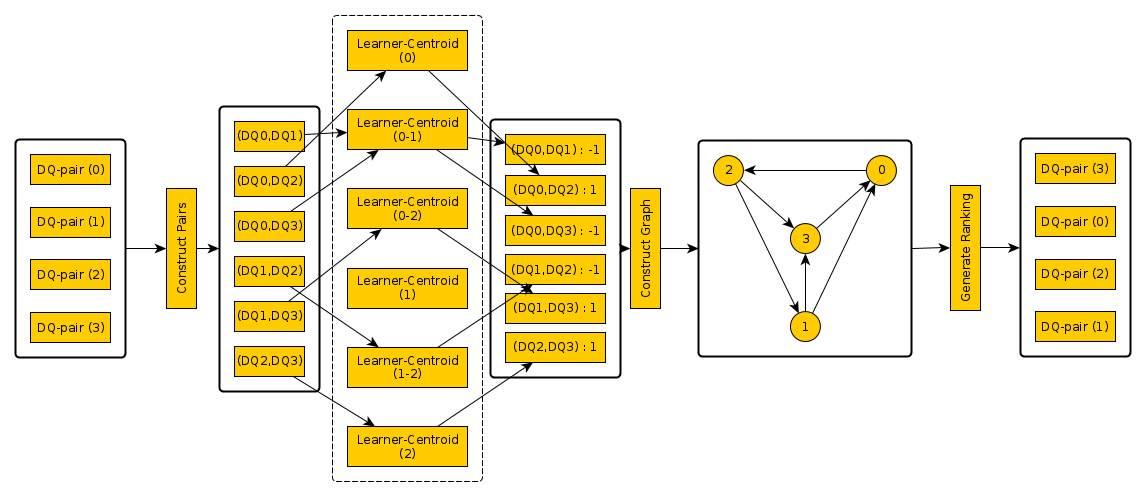 DQ-pair (0)
DQ-pair (1)
DQ-pair (2)
DQ-pair (3)
Construct Pairs
(DQ0,DQ1)
(DQ0,DQ2)
(DQ0,DQ3)
(DQ1,DQ2)
(DQ1,DQ3)
(DQ2,DQ3)
Learner-Centroid
(0)
Learner-Centroid
(0-1)
Learner-Centroid
(0-2)
Learner-Centroid
(1)
Learner-Centroid
(1-2)
Learner-Centroid
(2)
(DQ0,DQ1) : -1
(DQ0,DQ2) : 1
(DQ0,DQ3) : -1
(DQ1,DQ2) : -1
(DQ1,DQ3) : 1
(DQ2,DQ3) : 1
Construct Graph
2
0
3
1
Generate Ranking
DQ-pair (3)
DQ-pair (0)
DQ-pair (2)
DQ-pair (1)